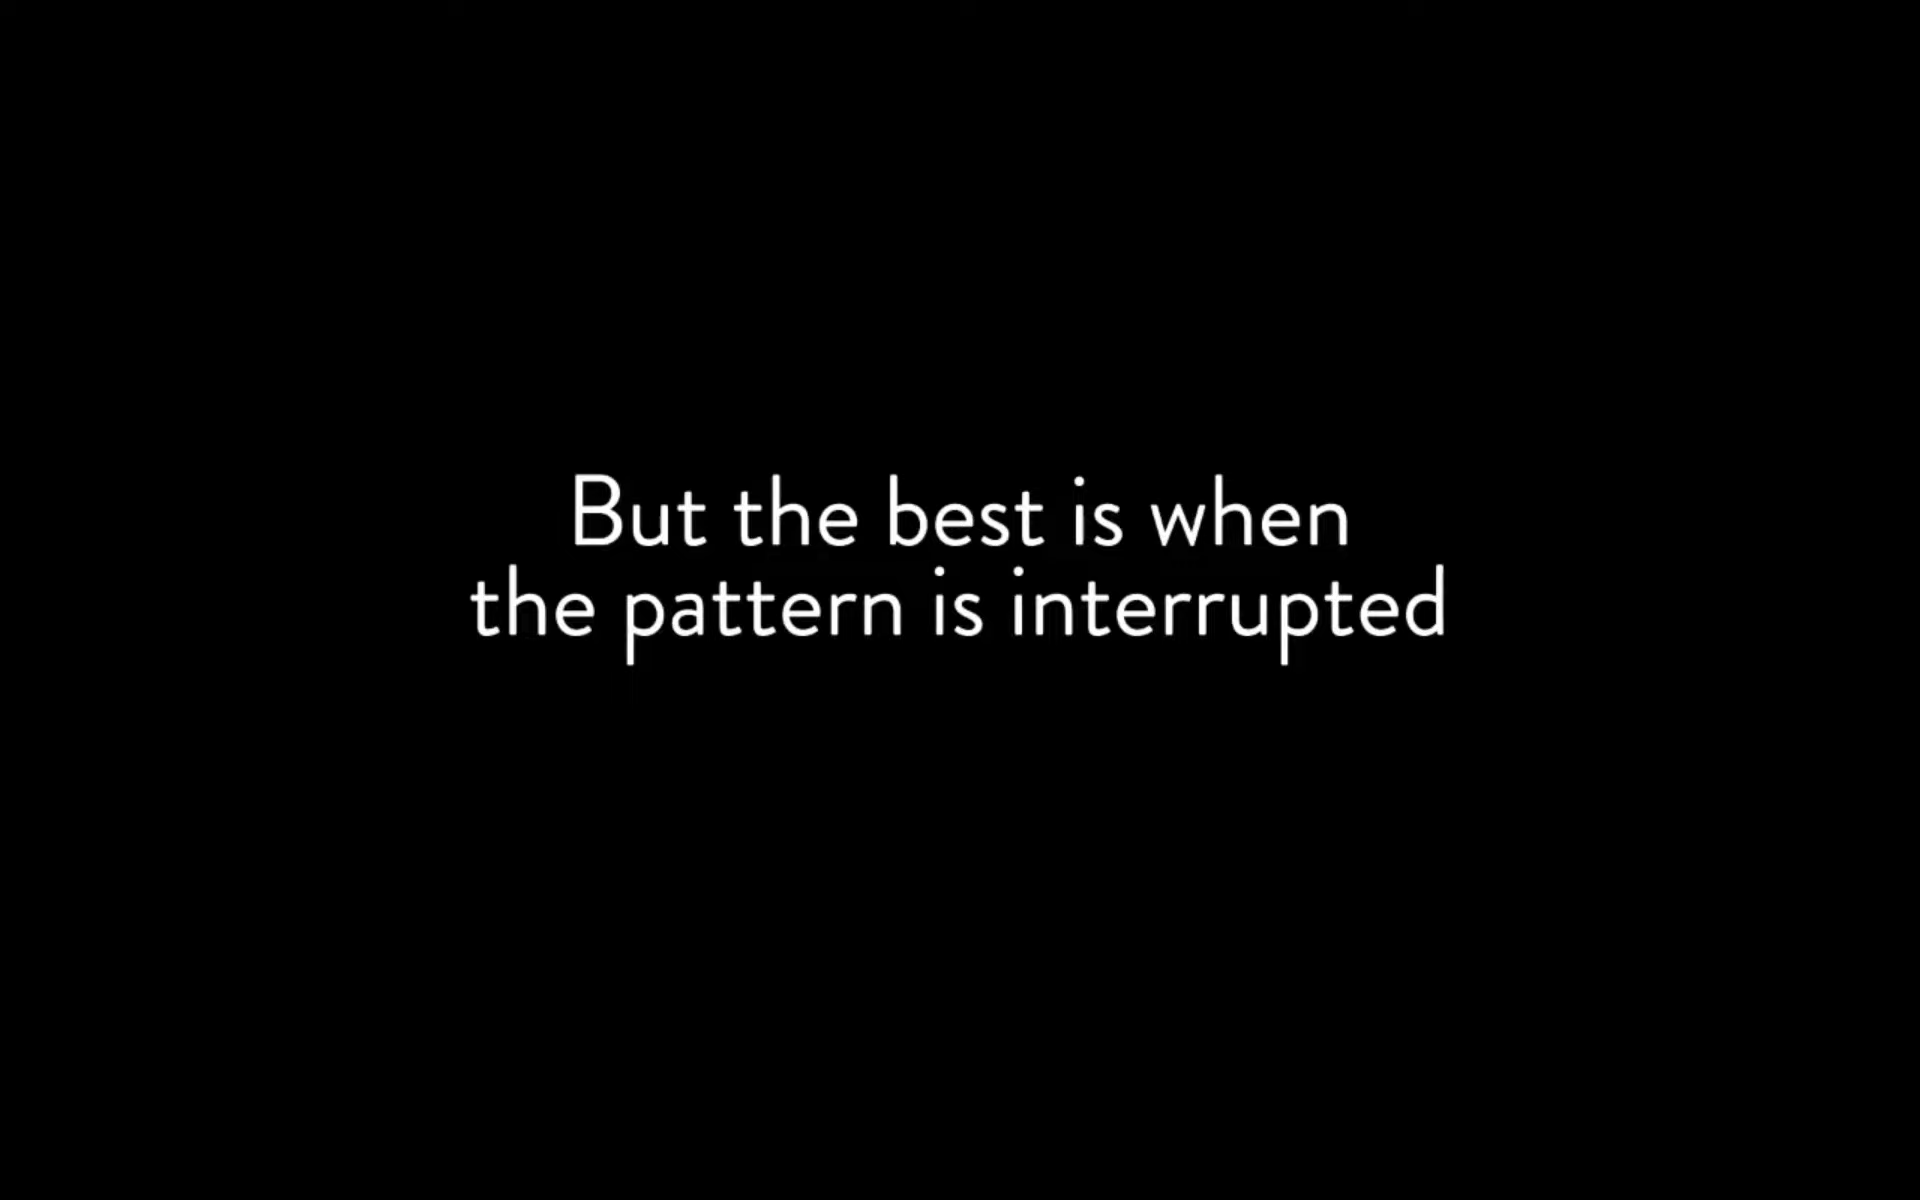 But the best is when
the pattern is interrupted